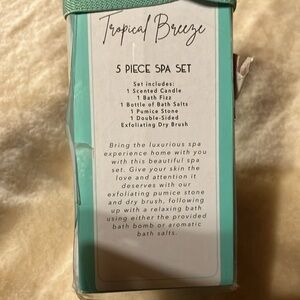 Tropical Breeze
5 PIECE SPA SET
Set includes:
1 Scented Candle
1 Bath Fizz
1 Bottle of Bath Salts
1 Pumice Stone
1 Double-Sided
Exfoliating Dry Brush
Bring the luxurious spa
experience home with you
with this beautiful spa
set. Give your skin the
love and attention it
deserves with our
exfoliating pumice stone
and dry brush, following
up with a relaxing bath
using either the provided
bath bomb or aromatic
bath salts.